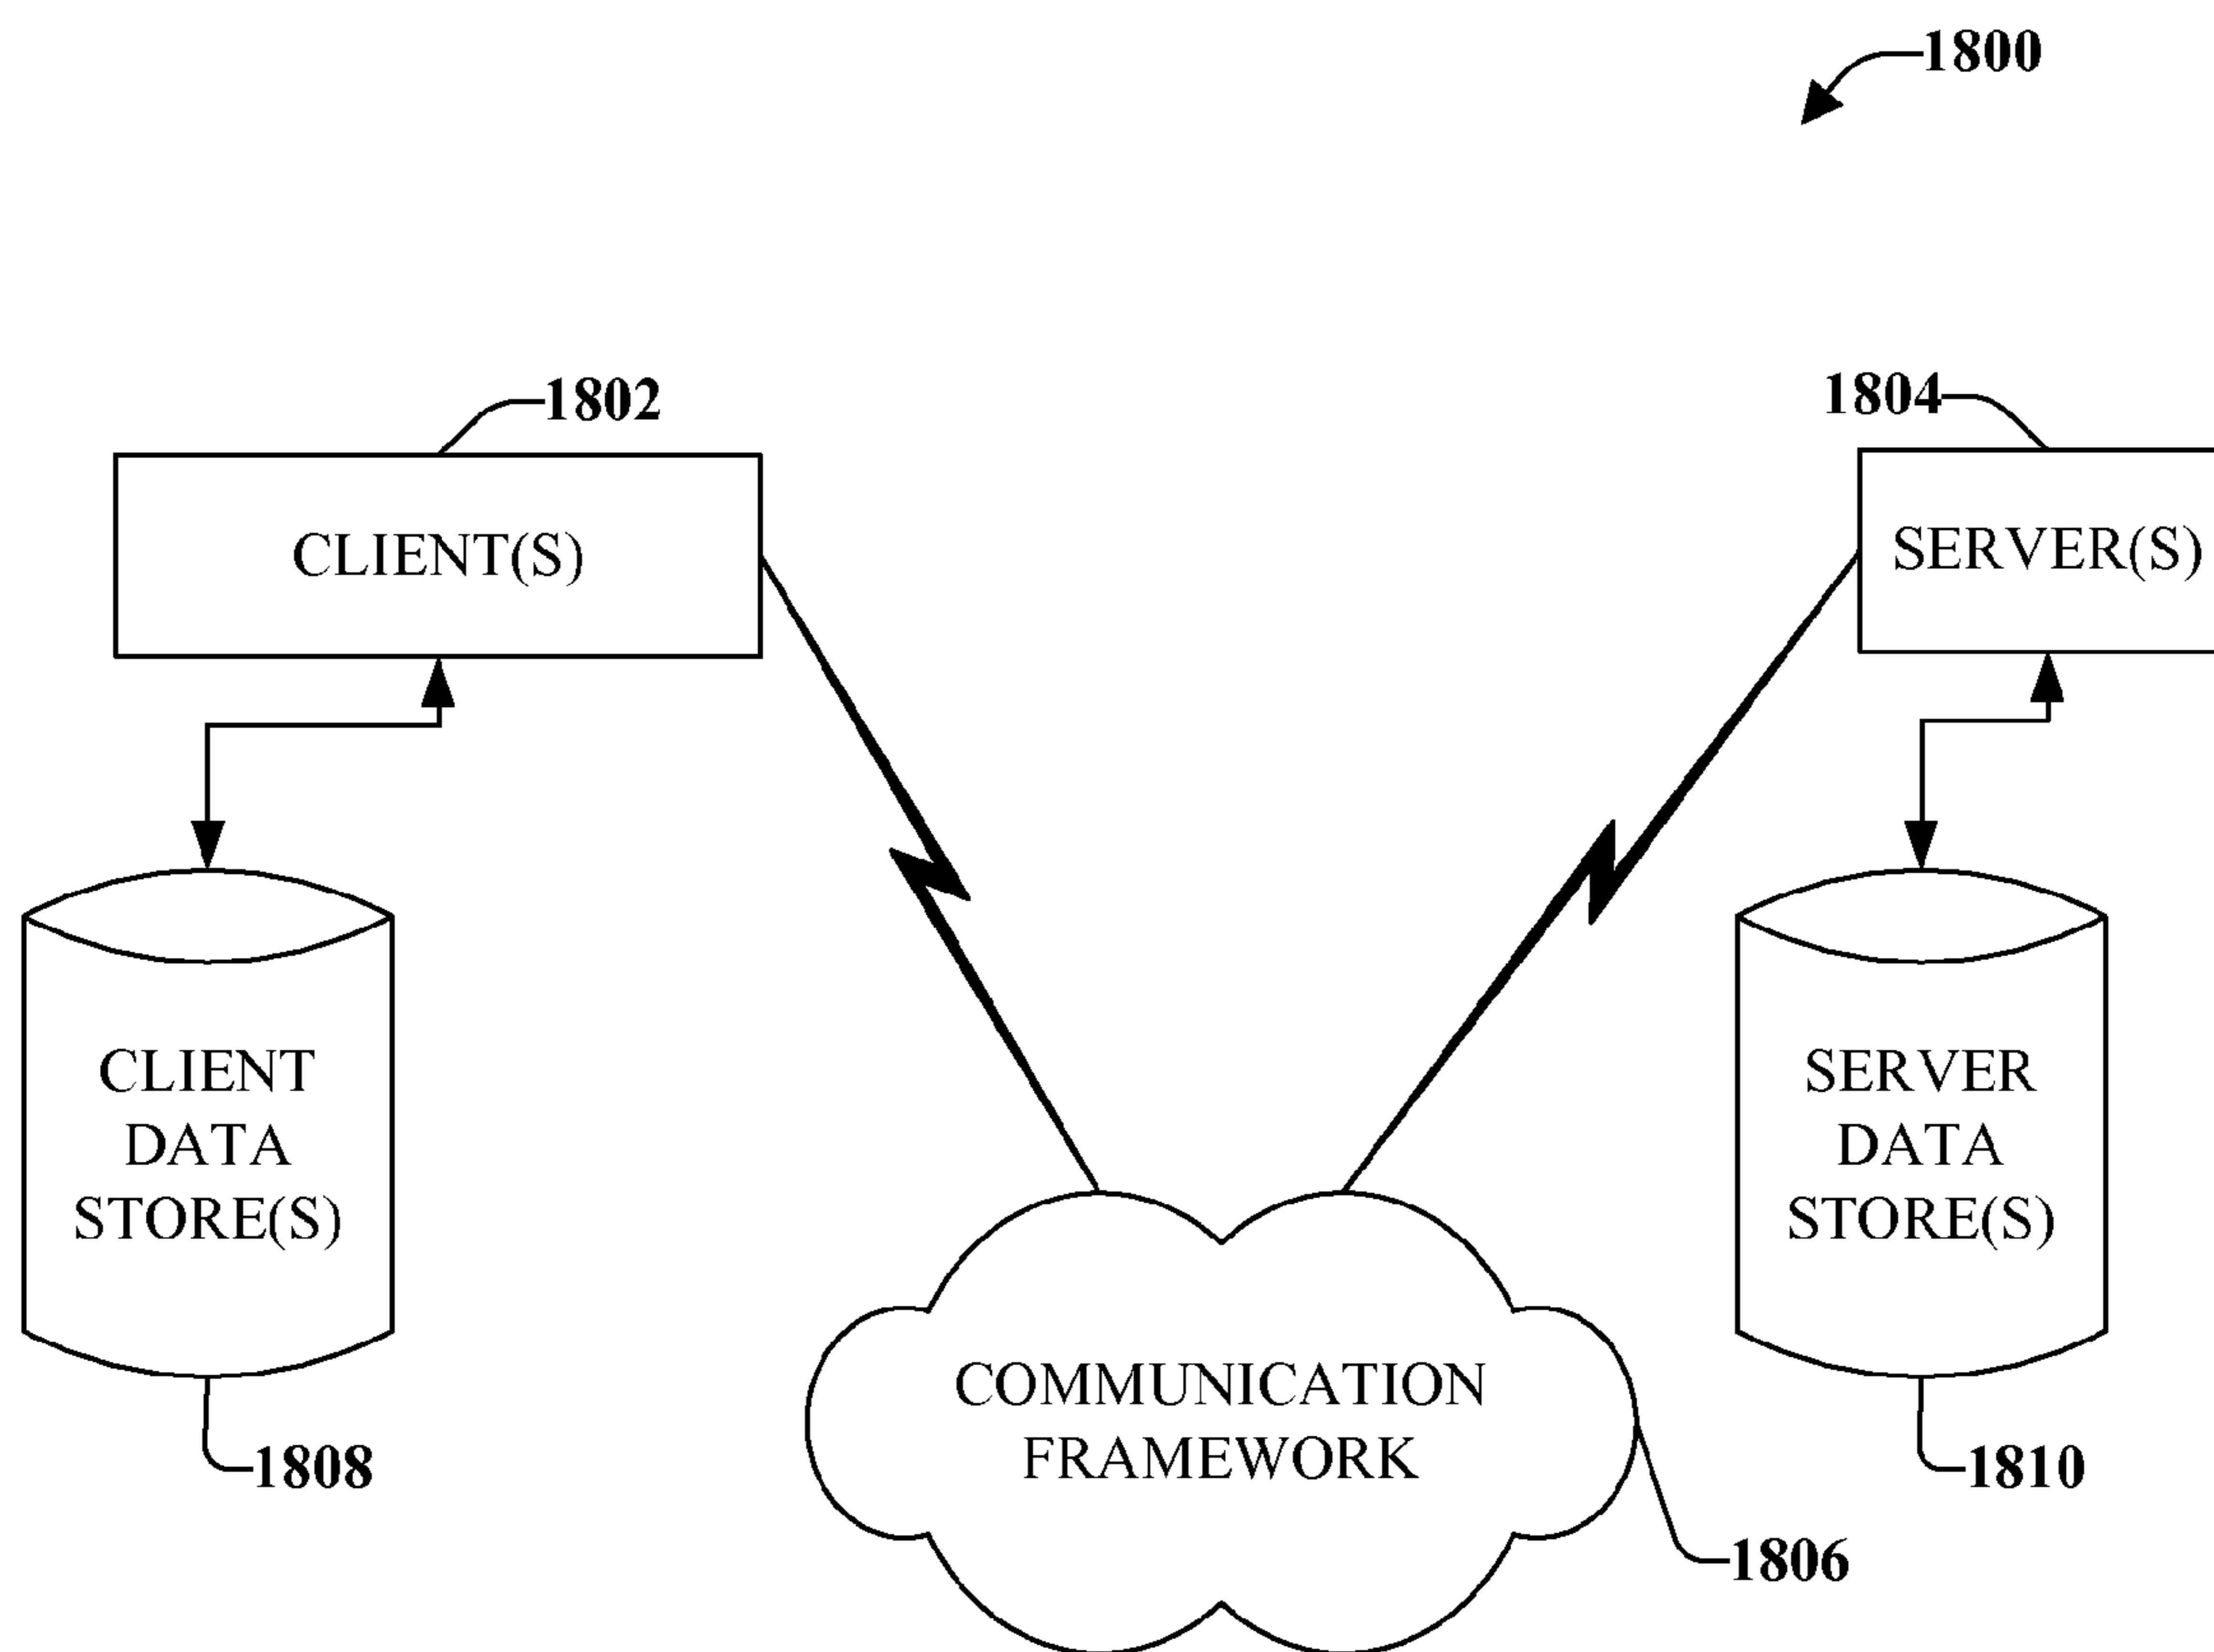 1800
1802
1804
CLIENT(S)
SERVER(S)
CLIENT
DATA
STORE(S)
SERVER
DATA
STORE(S)
COMMUNICATION
FRAMEWORK
1808
1810
1806